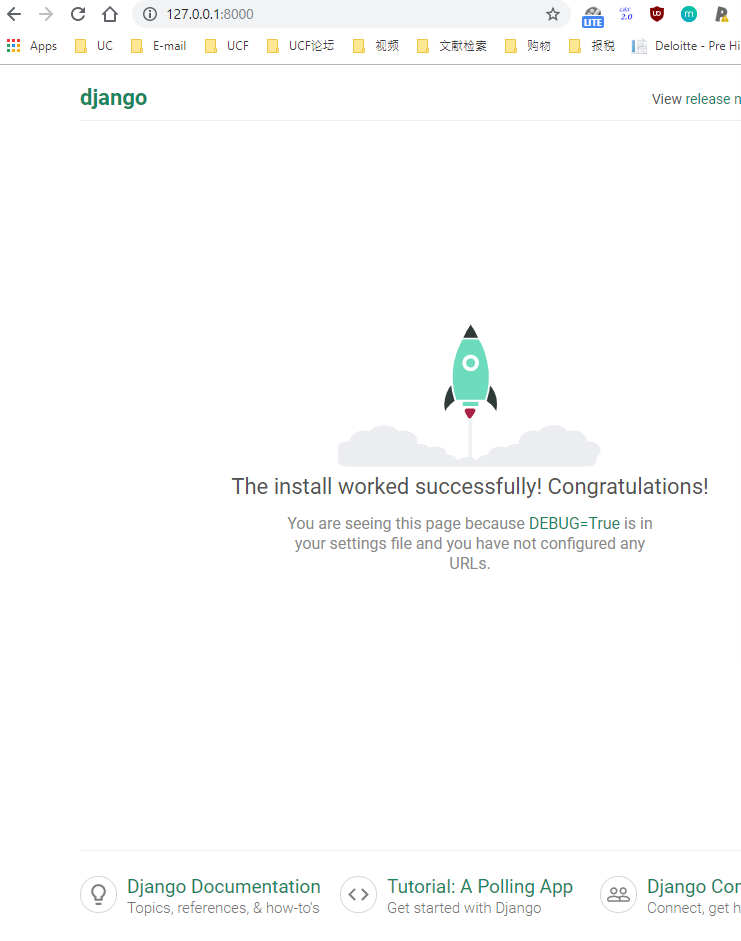 127.0.0.1:8000
LITE
2.0
Apps UC E-mail UCF UCF论坛 视频 文献检索 购物 报税 Deloitte - Pre Hi
django
View release n
The install worked successfully! Congratulations!
You are seeing this page because DEBUG=True is in
your settings file and you have not configured any
URLs.
Django Documentation Tutorial: A Polling App Django Con
Topics, references, & how-to's Get started with Django Connect, get h